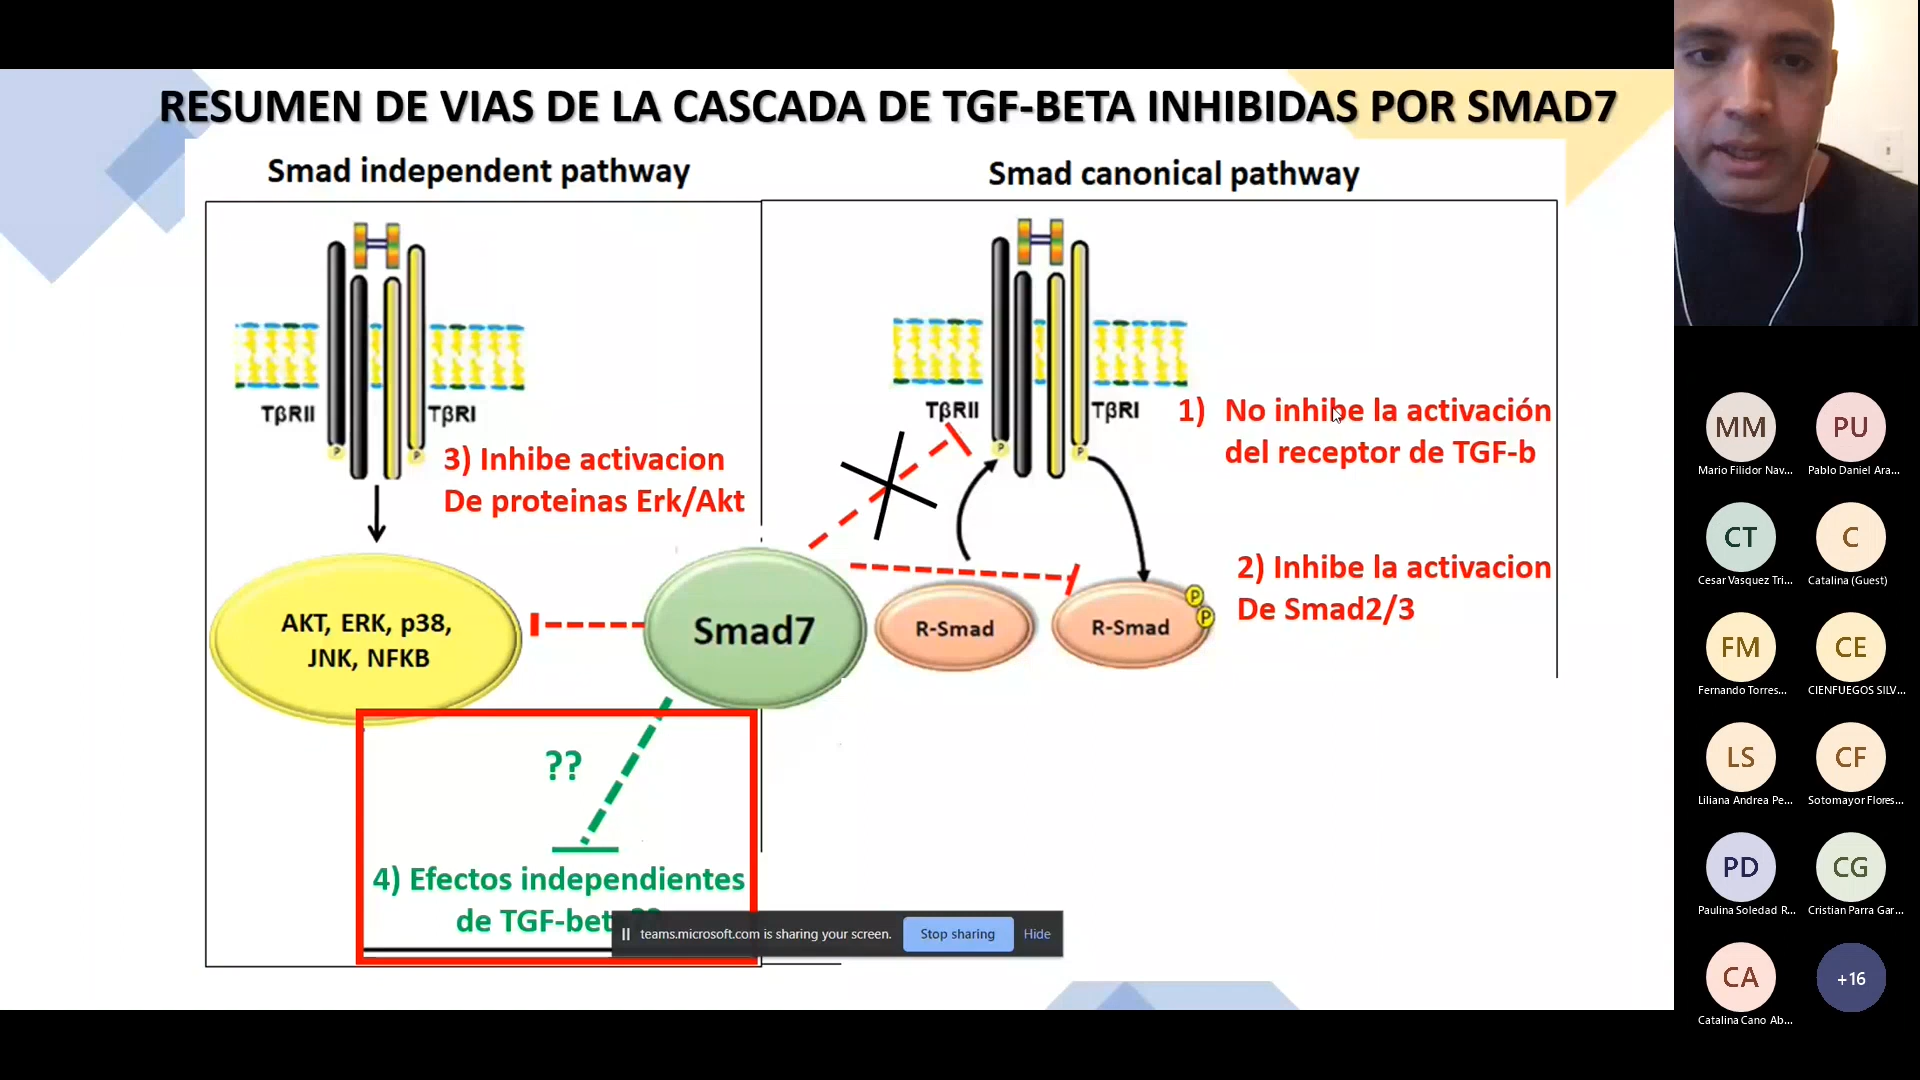 RESUMEN DE VIAS DE LA CASCADA DE TGF-BETA INHIBIDAS POR SMAD7
Smad independent pathway
Smad canonical pathway
TβRII
TβRI
P
P
3) Inhibe activacion
De proteinas Erk/Akt
AKT, ERK, p38,
JNK, NFKB
Smad7
TβRII
TβRI
P
P
1) No inhibe la activación
del receptor de TGF-b
2) Inhibe la activacion
De Smad2/3
R-Smad
R-Smad
P
P
??
4) Efectos independientes
de TGF-bet
teams.microsoft.com is sharing your screen.
Stop sharing
Hide
MM
Mario Filidor Nav...
PU
Pablo Daniel Ara...
CT
Cesar Vasquez Tri...
C
Catalina (Guest)
FM
Fernando Torres...
CE
CIENFUEGOS SILV...
LS
Liliana Andrea Pe...
CF
Sotomayor Flores...
PD
Paulina Soledad R...
CG
Cristian Parra Gar...
CA
Catalina Cano Ab...
+16